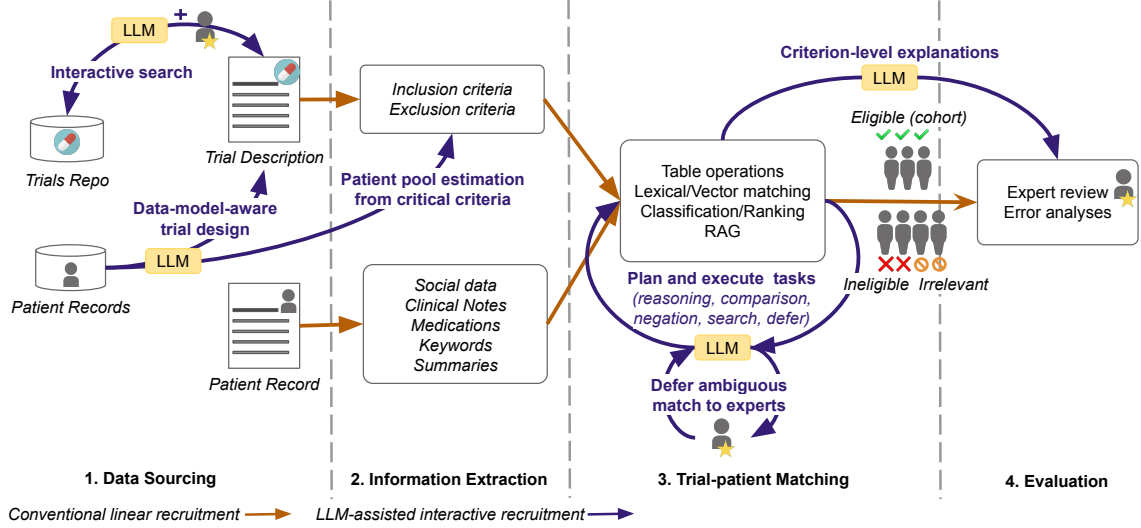 LLM
+
Interactive search
Trials Repo
Trial Description
Data-model-aware
trial design
LLM
Patient Records
Patient Record
Inclusion criteria
Exclusion criteria
Patient pool estimation
from critical criteria
Social data
Clinical Notes
Medications
Keywords
Summaries
Criterion-level explanations
LLM
Eligible (cohort)
Table operations
Lexical/Vector matching
Classification/Ranking
RAG
Ineligible Irrelevant
Plan and execute tasks
(reasoning, comparison,
negation, search, defer)
LLM
Defer ambiguous
match to experts
Expert review
Error analyses
1. Data Sourcing
2. Information Extraction
3. Trial-patient Matching
4. Evaluation
Conventional linear recruitment
LLM-assisted interactive recruitment